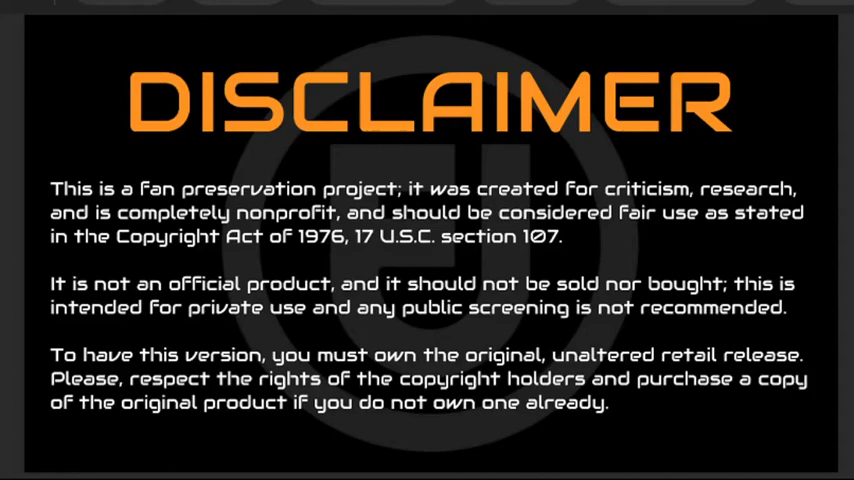 DISCLAIMER
This is a fan preservation project; it was created for criticism, research,
and is completely nonprofit, and should be considered fair use as stated
in the Copyright Act of 1976, 17 U.S.C. section 107.
It is not an official product, and it should not be sold nor bought; this is
intended for private use and any public screening is not recommended.
To have this version, you must own the original, unaltered retail release.
Please, respect the rights of the copyright holders and purchase a copy
of the original product if you do not own one already.